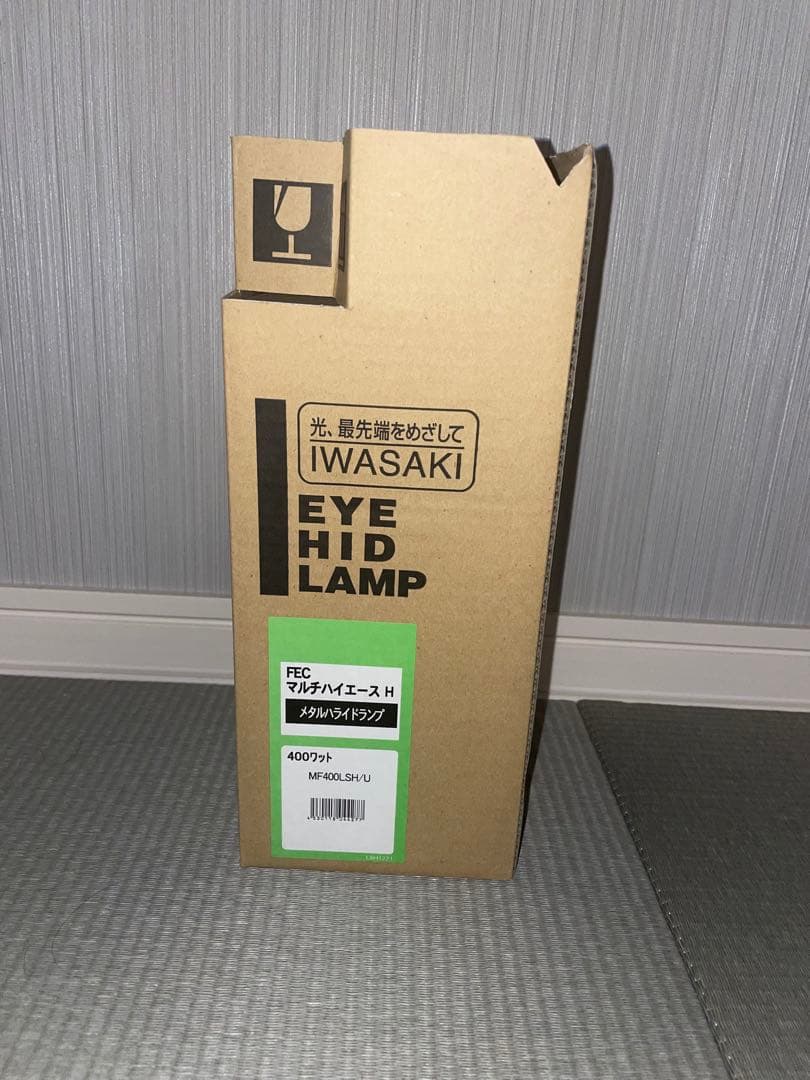 光、最先端をめざして
IWASAKI
EYE
HID
LAMP
FEC
マルチハイエース H
メタルハライドランプ
400ワット
MF400LSH/U